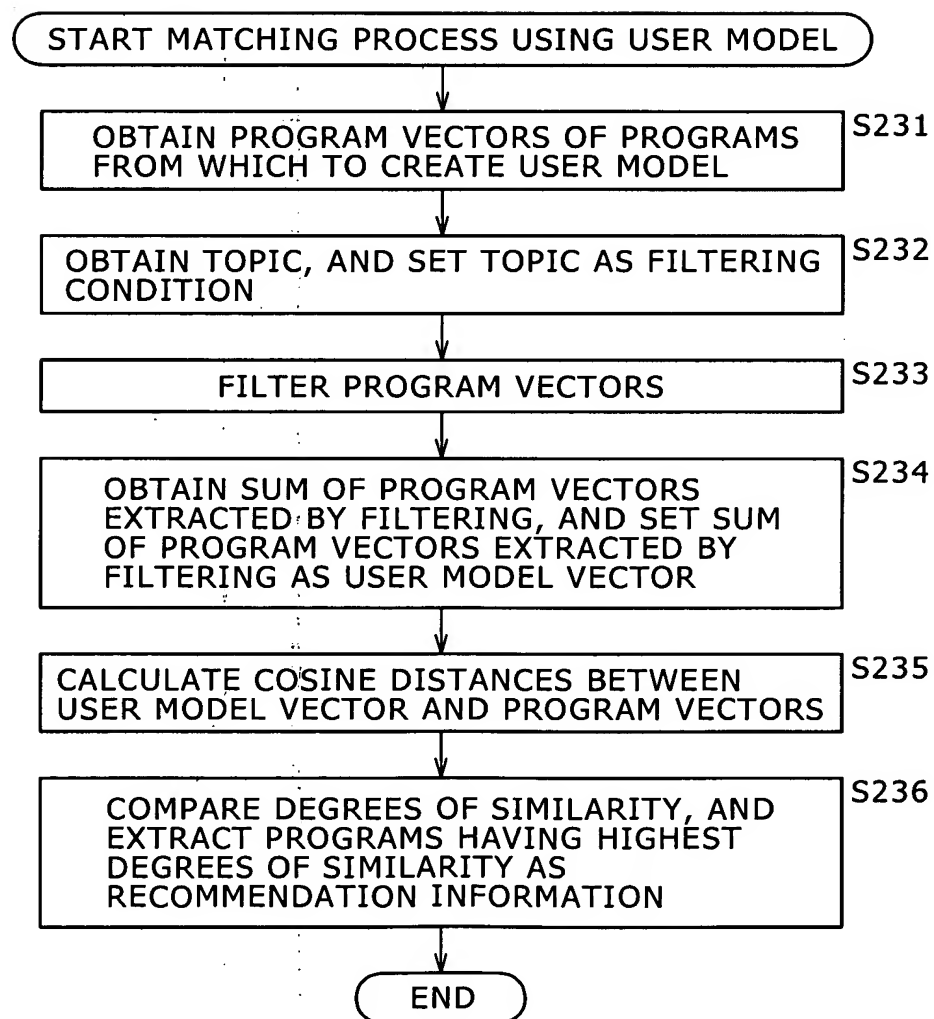 START MATCHING PROCESS USING USER MODEL
S231
OBTAIN PROGRAM VECTORS OF PROGRAMS
FROM WHICH TO CREATE USER MODEL
S232
OBTAIN TOPIC, AND SET TOPIC AS FILTERING
CONDITION
S233
FILTER PROGRAM VECTORS
S234
OBTAIN SUM OF PROGRAM VECTORS
EXTRACTED BY FILTERING, AND SET SUM
OF PROGRAM VECTORS EXTRACTED BY
FILTERING AS USER MODEL VECTOR
S235
CALCULATE COSINE DISTANCES BETWEEN
USER MODEL VECTOR AND PROGRAM VECTORS
S236
COMPARE DEGREES OF SIMILARITY, AND
EXTRACT PROGRAMS HAVING HIGHEST
DEGREES OF SIMILARITY AS
RECOMMENDATION INFORMATION
END